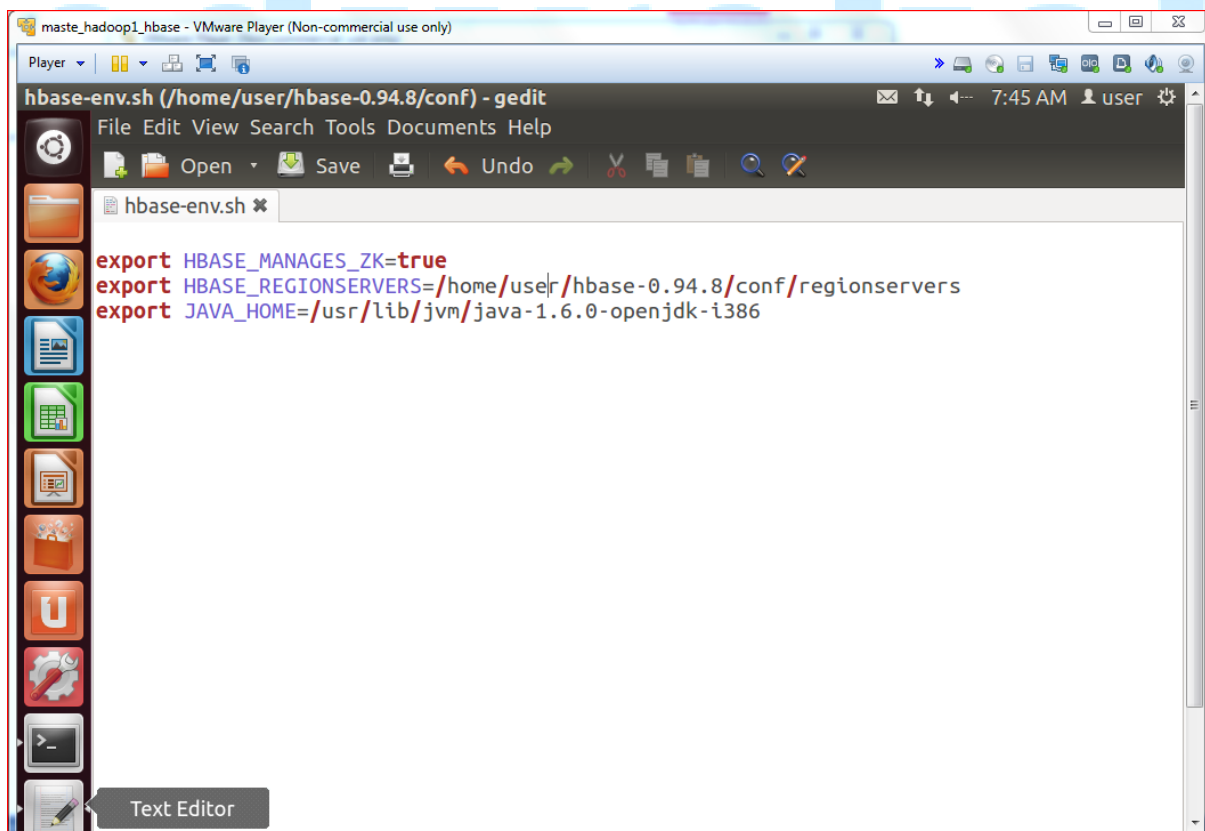 maste_hadoop1_hbase - VMware Player (Non-commercial use only)
Player
hbase-env.sh (/home/user/hbase-0.94.8/conf) - gedit 7:45 AM user
File Edit View Search Tools Documents Help
Open Save Undo
hbase-env.sh
export HBASE_MANAGES_ZK=true
export HBASE_REGIONSERVERS=/home/user/hbase-0.94.8/conf/regionservers
export JAVA_HOME=/usr/lib/jvm/java-1.6.0-openjdk-i386
Text Editor